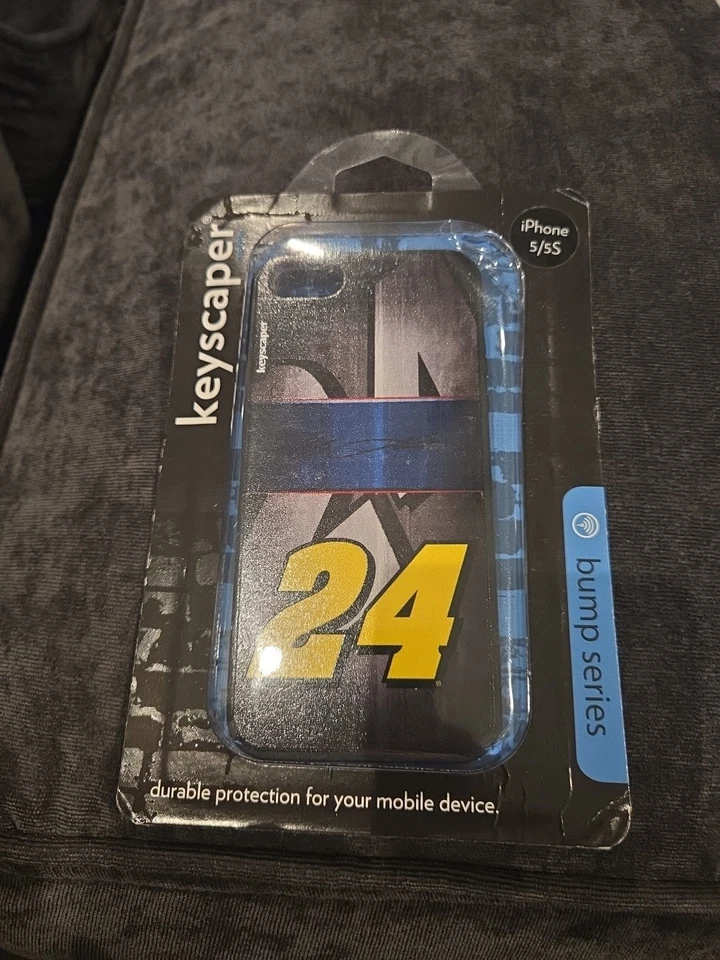 iPhone
5/5S
keyscaper
keyscaper
24
bump series
durable protection for your mobile device.